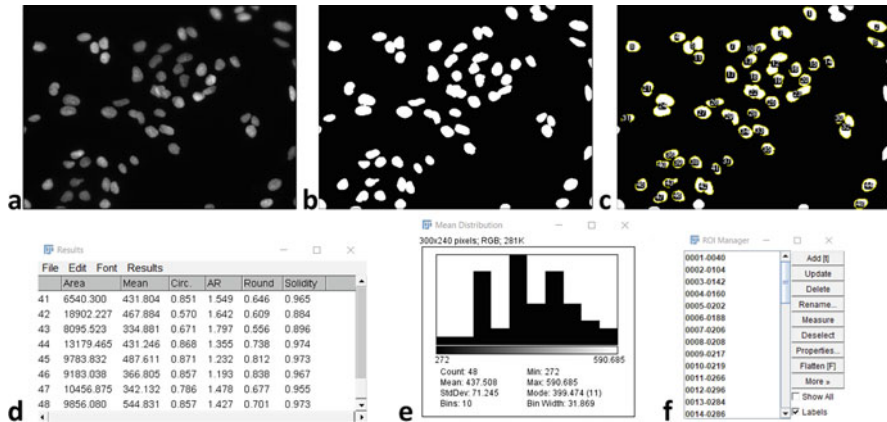 a
b
c
Results
File Edit Font Results
Area Mean Circ. AR Round Solidity
41 6540.300 431.804 0.851 1.549 0.646 0.965
42 18902.227 467.884 0.570 1.642 0.609 0.884
43 8095.523 334.881 0.671 1.797 0.556 0.896
44 13179.465 431.246 0.868 1.355 0.738 0.974
45 9783.832 487.611 0.871 1.232 0.812 0.973
46 9183.038 366.805 0.857 1.193 0.838 0.967
47 10456.875 342.132 0.786 1.478 0.677 0.955
48 9856.080 544.831 0.857 1.427 0.701 0.973
d
Mean Distribution
300x240 pixels; RGB; 281K
272 590.685
Count: 48 Min: 272
Mean: 437.508 Max: 590.685
StdDev: 71.245 Mode: 399.474 (11)
Bins: 10 Bin Width: 31.869
e
ROI Manager
0001-0040
0002-0104
0003-0142
0004-0160
0005-0202
0006-0188
0007-0206
0008-0208
0009-0217
0010-0219
0011-0266
0012-0296
0013-0284
0014-0286
Add [t]
Update
Delete
Rename...
Measure
Deselect
Properties...
Flatten [F]
More »
Show All
Labels
f